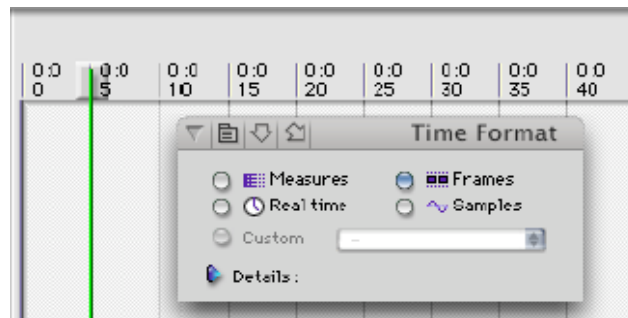 0:0 0:0 0:0 0:0 0:0 0:0 0:0 0:0 0:0
0 5 10 15 20 25 30 35 40
Time Format
Measures Frames
Real time Samples
Custom -
Details: